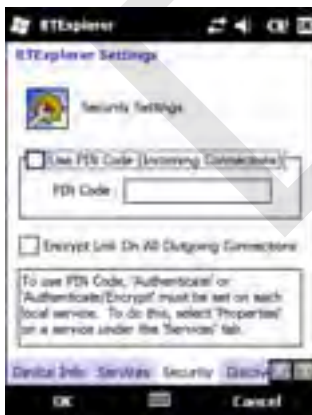 BTExplorer
BTExplorer Settings
Security Settings
Use PIN Code (Incoming Connections)
PIN Code
Encrypt Link On All Outgoing Connections
To use PIN Code, 'Authenticate' or
'Authenticate/Encrypt' must be set on each
local service. To do this, select 'Properties'
on a service under the 'Services' tab.
Device Info Services Security Discov
OK Cancel